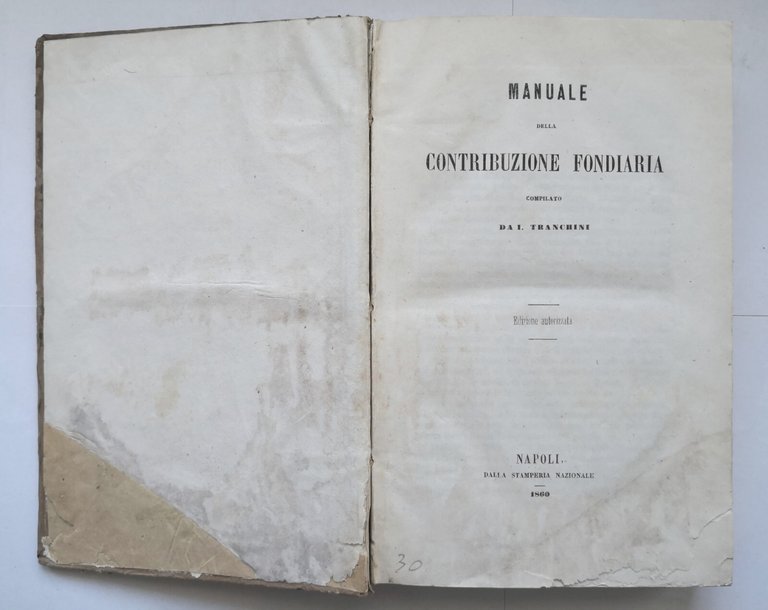 MANUALE
DELLA
CONTRIBUZIONE FONDIARIA
COMPILATO
DA I. TRANCHINI
Edizione autorizzata
NAPOLI.
DALLA STAMPERIA NAZIONALE
1860
30